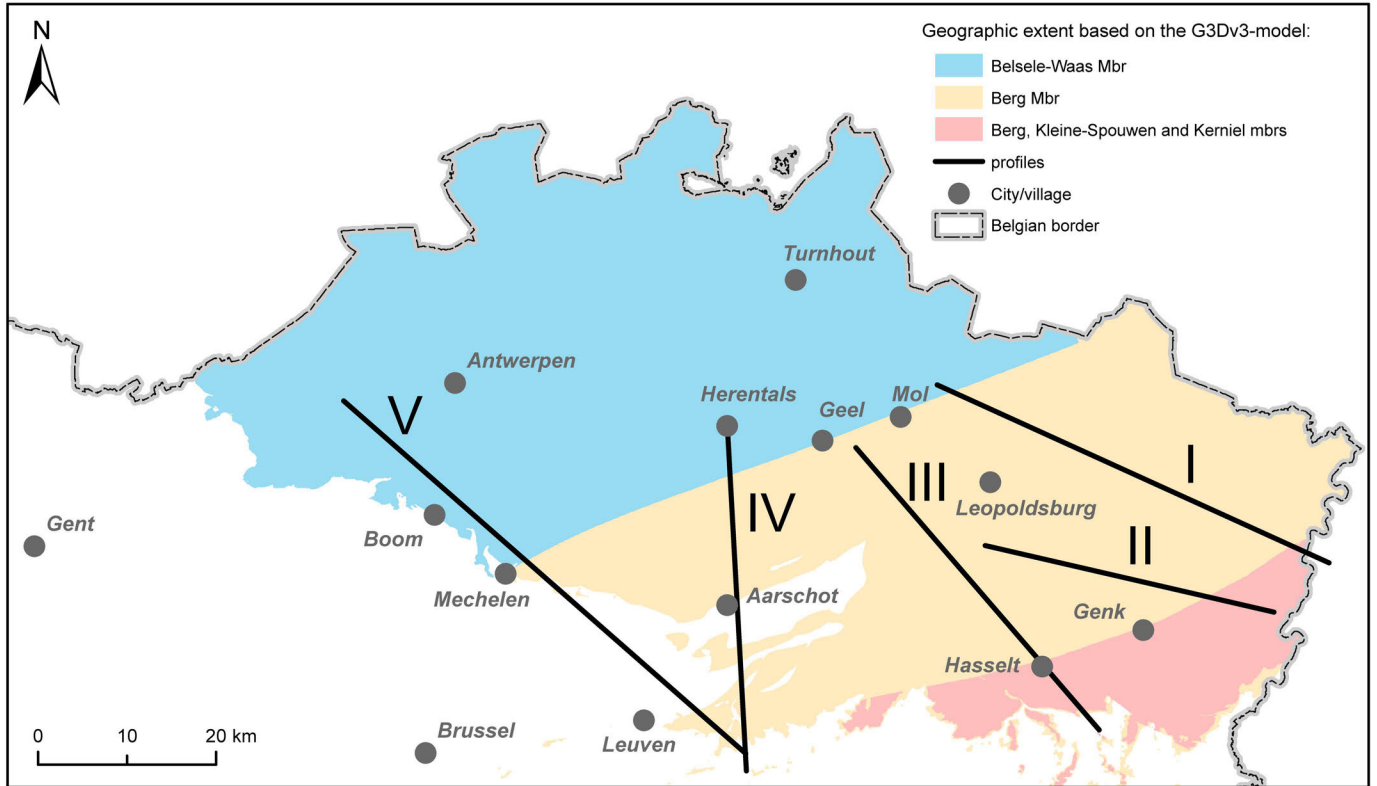 N
Geographic extent based on the G3Dv3-model:
Belsele-Waas Mbr
Berg Mbr
Berg, Kleine-Spouwen and Kerniel mbrs
profiles
City/village
Belgian border
Turnhout
Antwerpen
Herentals
Geel
Mol
V
I
III
Leopoldsburg
IV
Gent
Boom
II
Mechelen
Aarschot
Genk
Hasselt
Brussel
Leuven
0 10 20 km